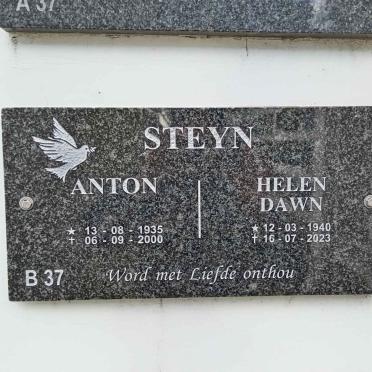 A 37
STEYN
ANTON
★ 13 - 08 - 1935
✝ 06 - 09 - 2000
HELEN
DAWN
★ 12 - 03 - 1940
✝ 16 - 07 - 2023
B 37
Word met Liefde onthou